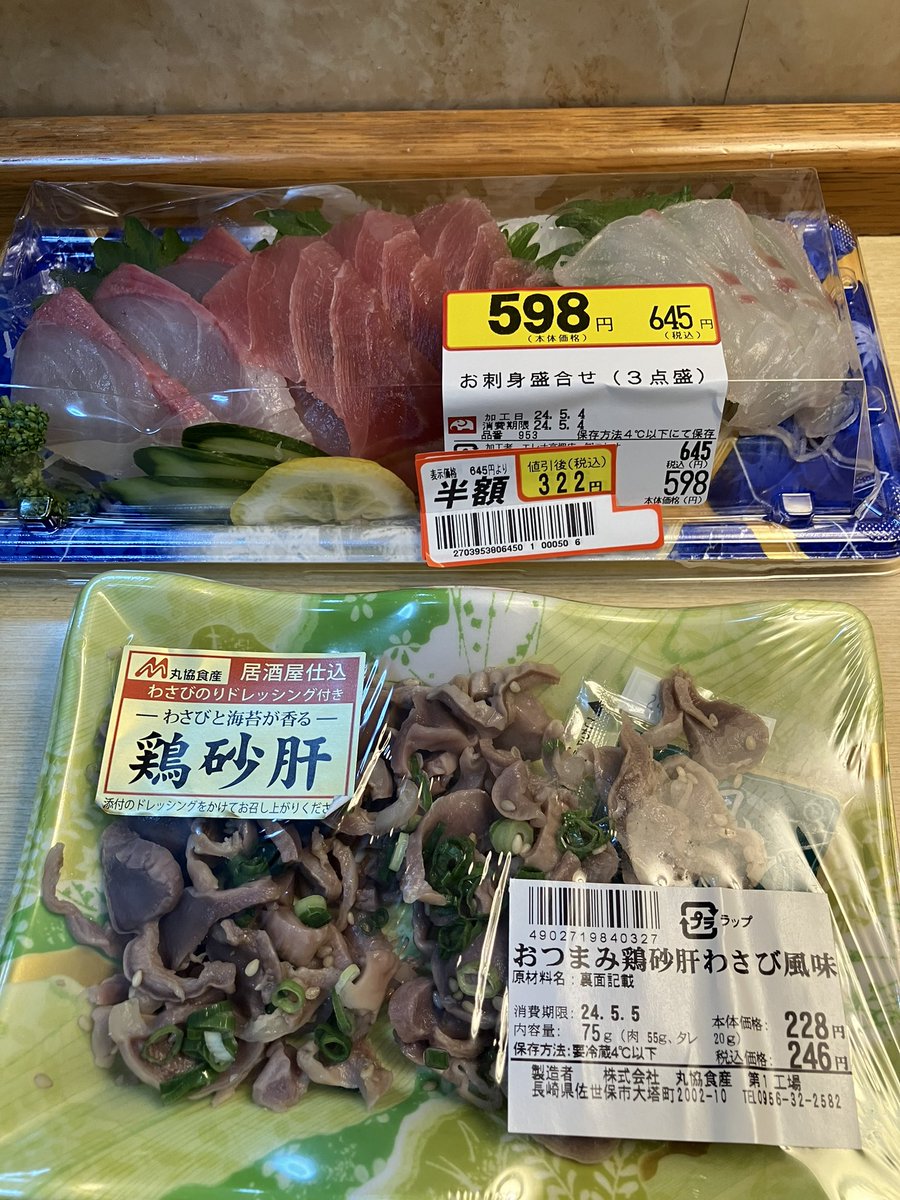 598円 645円
(本体価格) (税込)
お刺身盛合せ（３点盛）
加工日 24.5.4
消費期限 24.5.4
品番 953 保存方法4℃以下にて保存
645
税込(円)
598
本体価格(円)
表示価格 645円より
半額
値引後(税込)
322円
2703953806450 1 00050 6
丸協食産 居酒屋仕込
わさびのりドレッシング付き
わさびと海苔が香る
鶏砂肝
添付のドレッシングをかけてお召し上がりくださ
4902719840327
プラ ラップ
おつまみ鶏砂肝わさび風味
原材料名：裏面記載
消費期限: 24.5.5
内容量: 75g（肉 55g、タレ 20g）
保存方法:要冷蔵4℃以下
本体価格: 228円
税込価格: 246円
製造者 株式会社 丸協食産 第1工場
長崎県佐世保市大塔町2002-10 TEL0956-32-2582